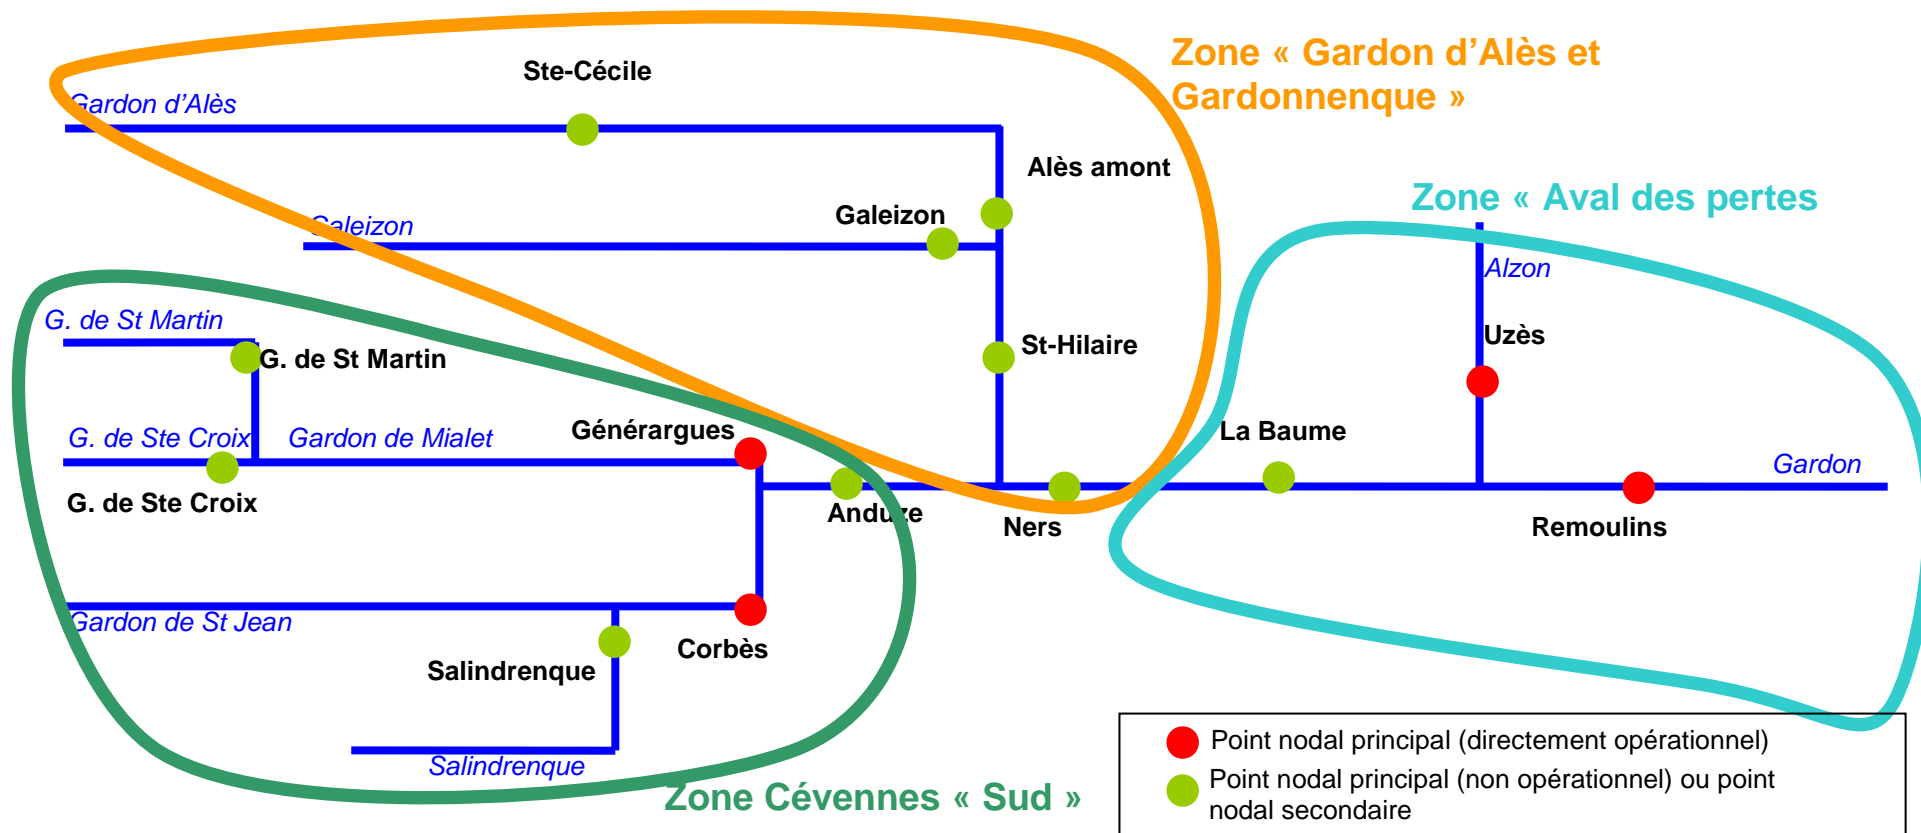 Zone « Gardon d'Alès et
Gardonnenque »
Ste-Cécile
Gardon d'Alès
Alès amont
Zone « Aval des pertes
Galeizon
Galeizon
Alzon
G. de St Martin
G. de St Martin
St-Hilaire
Uzès
G. de Ste Croix
Gardon de Mialet
Générargues
La Baume
Gardon
G. de Ste Croix
Anduze
Ners
Remoulins
Gardon de St Jean
Corbès
Salindrenque
Salindrenque
Zone Cévennes « Sud »
Point nodal principal (directement opérationnel)
Point nodal principal (non opérationnel) ou point
nodal secondaire